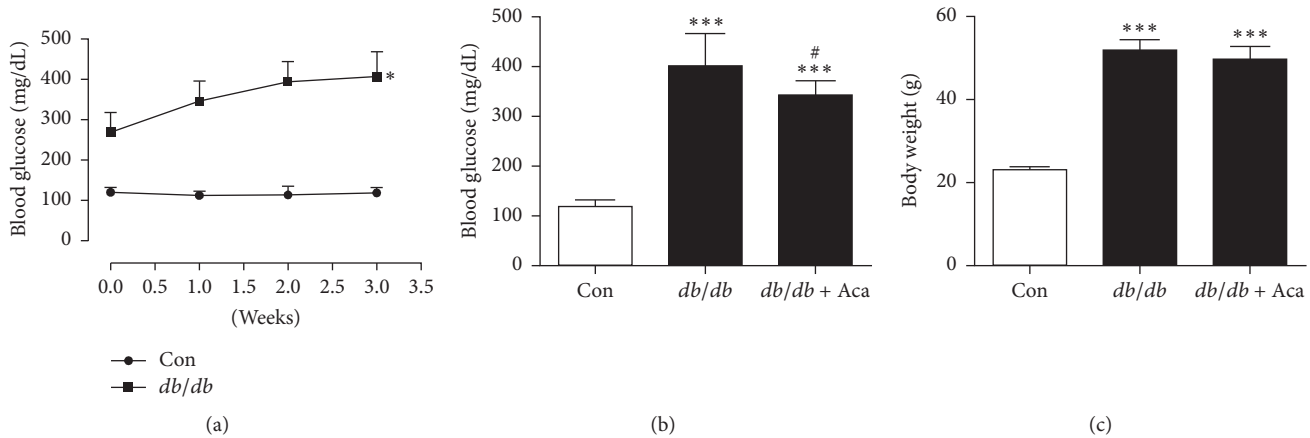 Blood glucose (mg/dL)
500
400
300
200
100
0
*
0.0 0.5 1.0 1.5 2.0 2.5 3.0 3.5
(Weeks)
Con
db/db
(a)
Blood glucose (mg/dL)
500
400
300
200
100
0
***
#
***
Con db/db db/db + Aca
(b)
Body weight (g)
60
40
20
0
***
***
Con db/db db/db + Aca
(c)